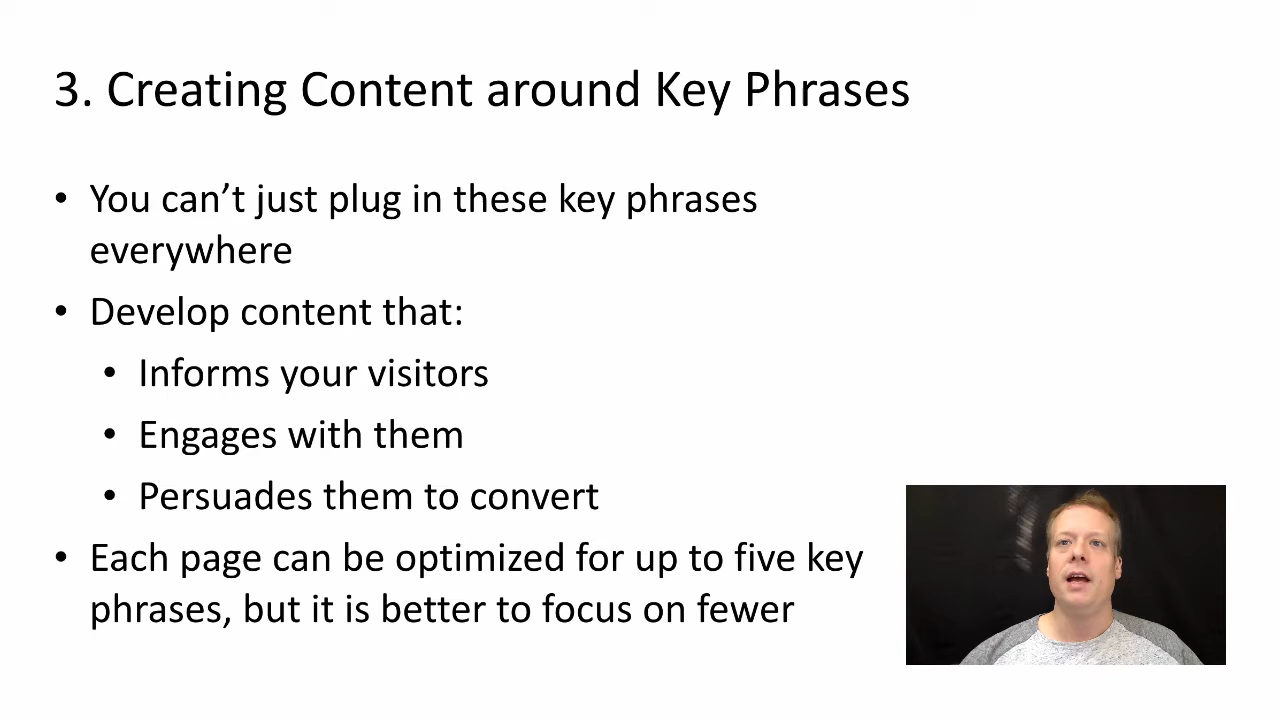 3. Creating Content around Key Phrases
• You can’t just plug in these key phrases
everywhere
• Develop content that:
• Informs your visitors
• Engages with them
• Persuades them to convert
• Each page can be optimized for up to five key
phrases, but it is better to focus on fewer